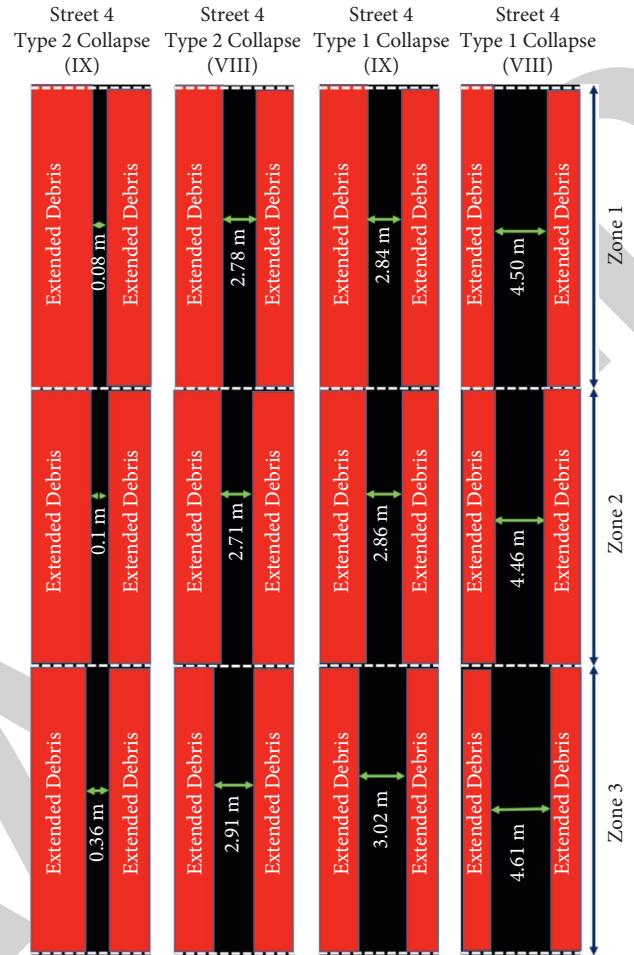 Street 4
Type 2 Collapse
(IX)
Street 4
Type 2 Collapse
(VIII)
Street 4
Type 1 Collapse
(IX)
Street 4
Type 1 Collapse
(VIII)
Extended Debris
0.08 m
Extended Debris
Extended Debris
2.78 m
Extended Debris
Extended Debris
2.84 m
Extended Debris
Extended Debris
4.50 m
Extended Debris
Zone 1
Extended Debris
0.1 m
Extended Debris
Extended Debris
2.71 m
Extended Debris
Extended Debris
2.86 m
Extended Debris
Extended Debris
4.46 m
Extended Debris
Zone 2
Extended Debris
0.36 m
Extended Debris
Extended Debris
2.91 m
Extended Debris
Extended Debris
3.02 m
Extended Debris
Extended Debris
4.61 m
Extended Debris
Zone 3